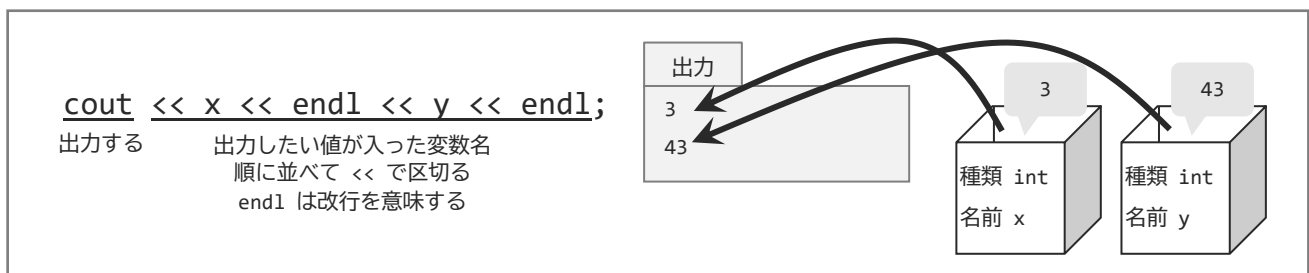 cout << x << endl << y << endl;
出力する
出力したい値が入った変数名
順に並べて << で区切る
endl は改行を意味する
出力
3
43
3
種類 int
名前 x
43
種類 int
名前 y